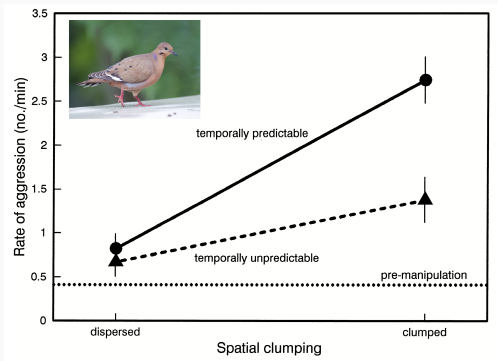 3.5
3
2.5
2
1.5
1
0.5
0
Rate of aggression (no./min)
temporally predictable
temporally unpredictable
pre-manipulation
dispersed
clumped
Spatial clumping